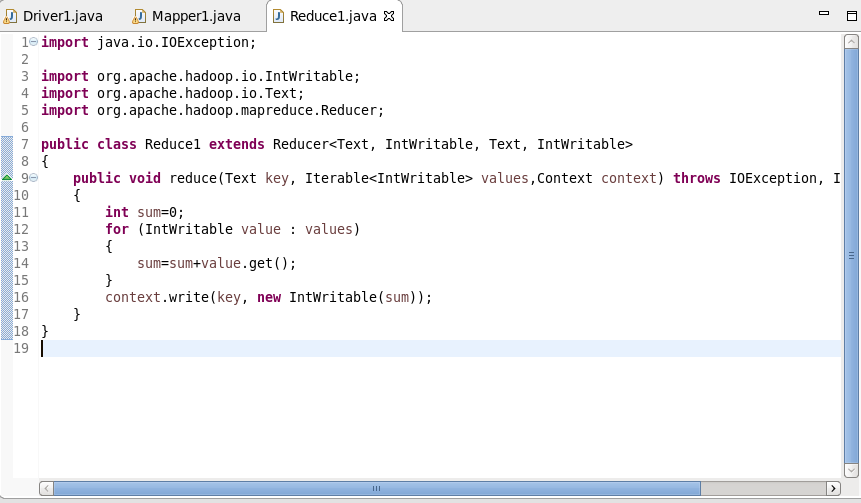 Driver1.java Mapper1.java Reduce1.java
1 import java.io.IOException;
2
3 import org.apache.hadoop.io.IntWritable;
4 import org.apache.hadoop.io.Text;
5 import org.apache.hadoop.mapreduce.Reducer;
6
7 public class Reduce1 extends Reducer<Text, IntWritable, Text, IntWritable>
8 {
9 public void reduce(Text key, Iterable<IntWritable> values,Context context) throws IOException, I
10 {
11 int sum=0;
12 for (IntWritable value : values)
13 {
14 sum=sum+value.get();
15 }
16 context.write(key, new IntWritable(sum));
17 }
18 }
19